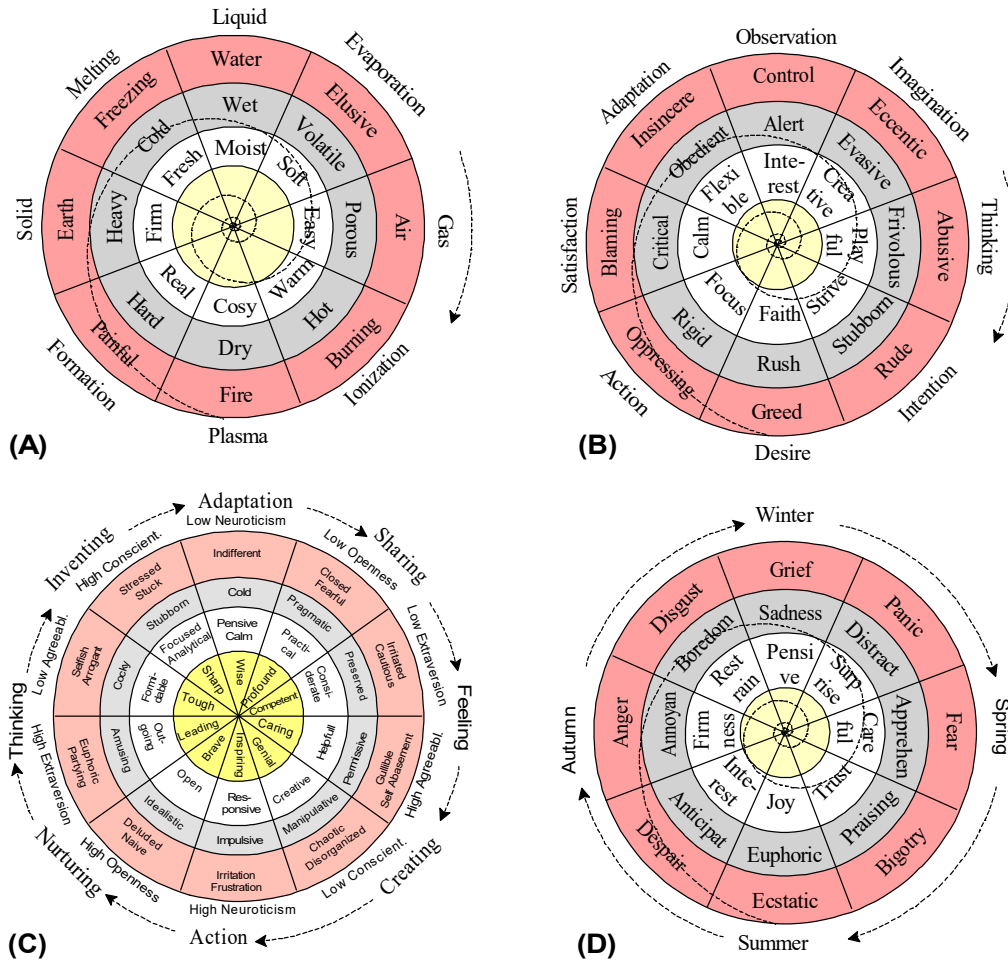 Liquid
Melting
Evaporation
Freezing
Water
Elusive
Cold
Wet
Volatile
Fresh
Moist
Soft
Solid
Earth
Heavy
Firm
Easy
Porous
Air
Gas
Real
Cosy
Warm
Hard
Dry
Hot
Painful
Fire
Burning
Formation
Plasma
Ionization
(A)
Observation
Adaptation
Imagination
Insincere
Control
Eccentic
Obedient
Alert
Evasive
Flexi
ble
Inte-
rest
Crea
tive
Satisfaction
Blaming
Critical
Calm
Play
ful
Frivolous
Abusive
Thinking
Focus
Faith
Strive
Rigid
Rush
Stubborn
Oppressing
Greed
Rude
Action
Desire
Intention
(B)
Adaptation
Inventing
Sharing
Low Neuroticism
High Conscient.
Low Openness
Stressed
Stuck
Indifferent
Closed
Fearful
Stubborn
Cold
Pragmatic
Focused
Analytical
Pensive
Calm
Practi-
cal
Sharp
Wise
Profound
Low Agreeabl.
Low Extraversion
Selfish
Arrogant
Cocky
Formi-
dable
Tough
Competent
Consi-
derate
Preserved
Irritated
Cautious
Thinking
Feeling
High Extraversion
High Agreeabl.
Euphoric
Partying
Amusing
Out-
going
Leading
Caring
Helpfull
Permissive
Gullible
Self Abasement
Brave
Inspiring
Genial
Open
Res-
ponsive
Creative
Idealistic
Impulsive
Manipulative
Deluded
Naive
Irritation
Frustration
Chaotic
Disorganized
High Openness
High Neuroticism
Low Conscient.
Nurturing
Action
Creating
(C)
Winter
Disgust
Grief
Panic
Boredom
Sadness
Distract
Rest
rain
Pensi
ve
Surp
rise
Autumn
Anger
Annoyan
Firm
ness
Care
ful
Apprehen
Fear
Spring
Inte-
rest
Joy
Trust
Anticipat
Euphoric
Praising
Despair
Ecstatic
Bigotry
Summer
(D)